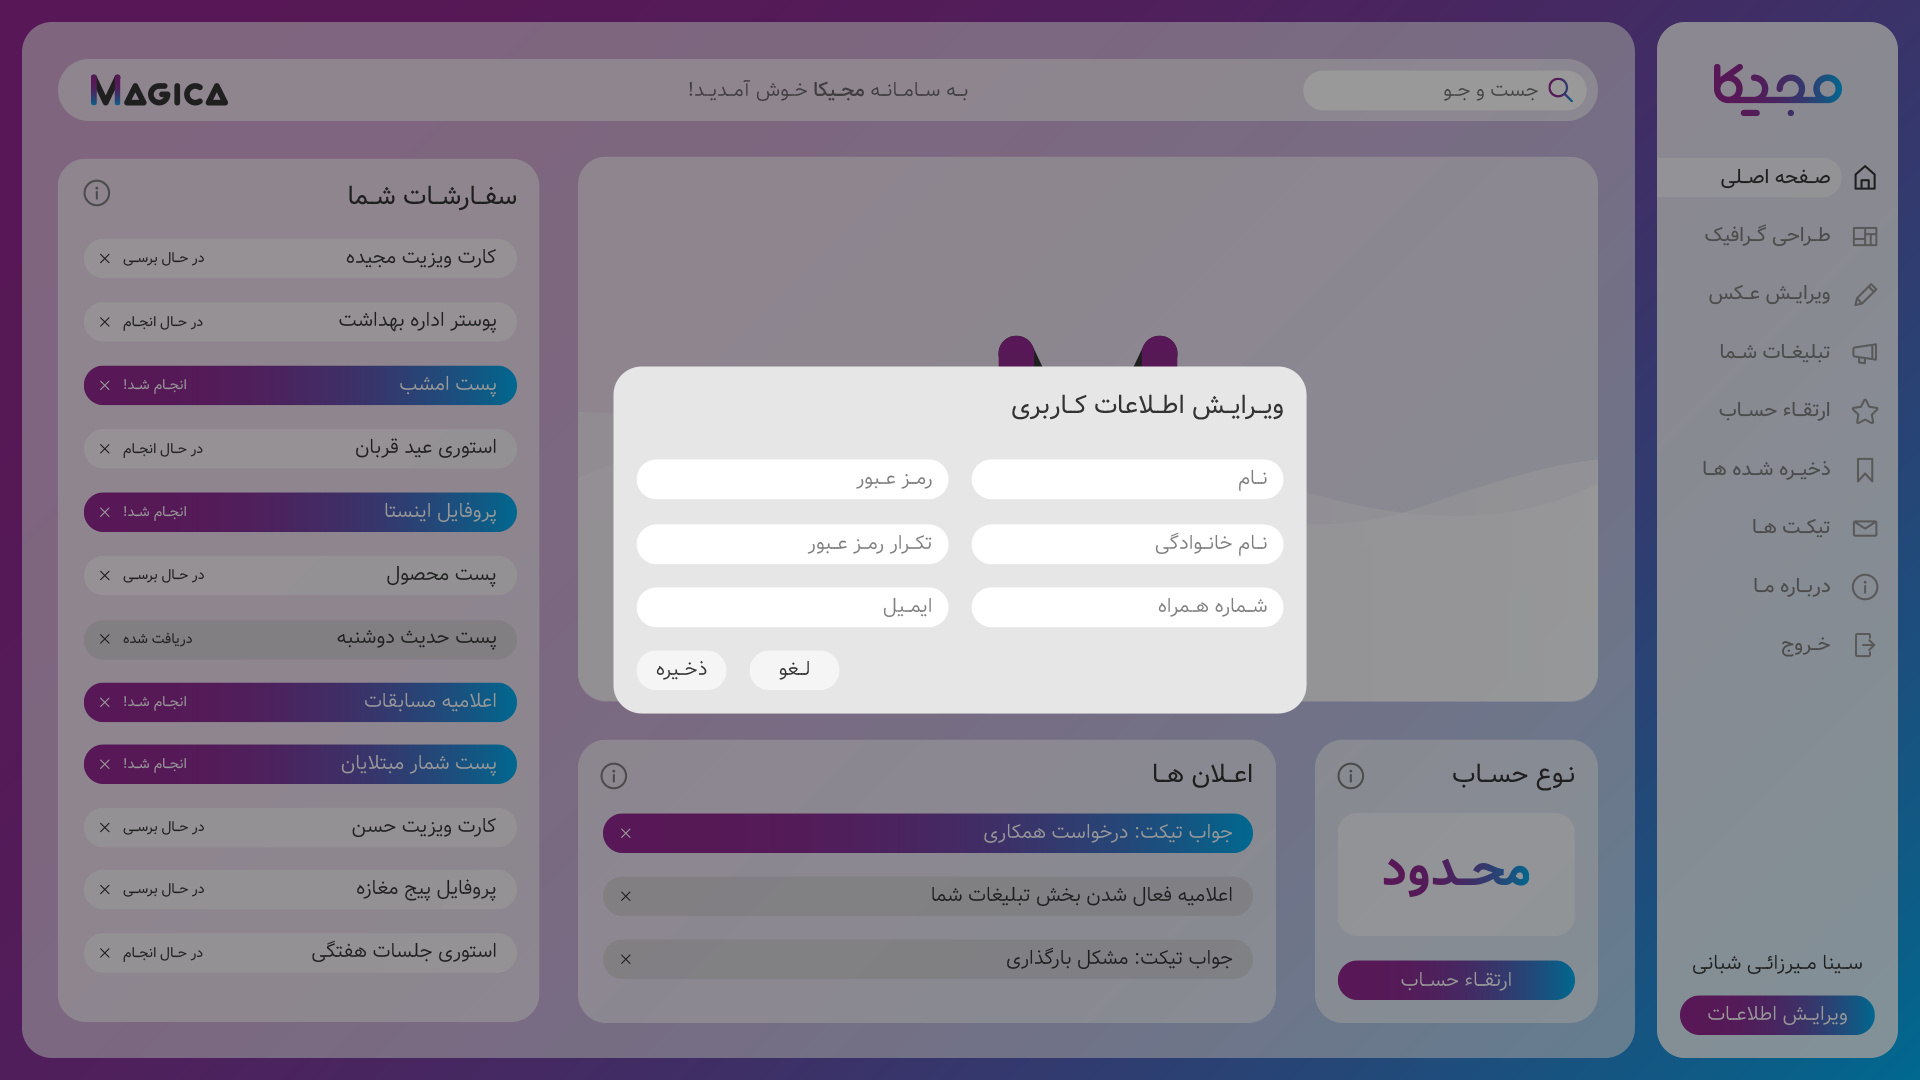 مجیکا
صفحه اصلی
طراحی گرافیک
ویرایش عکس
تبلیغات شما
ارتقاء حساب
ذخیره شده ها
تیکت ها
درباره ما
خروج
سینا میرزائی شبانی
ویرایش اطلاعات
جست و جو
به سامانه مجیکا خوش آمدید!
MAGICA
ویرایش اطلاعات کاربری
نام
رمز عبور
نام خانوادگی
تکرار رمز عبور
شماره همراه
ایمیل
لغو
ذخیره
نوع حساب
محدود
ارتقاء حساب
اعلان ها
جواب تیکت: درخواست همکاری
اعلامیه فعال شدن بخش تبلیغات شما
جواب تیکت: مشکل بارگذاری
سفارشات شما
کارت ویزیت مجیده در حال برسی
پوستر اداره بهداشت در حال انجام
پست امشب انجام شد!
استوری عید قربان در حال انجام
پروفایل اینستا انجام شد!
پست محصول در حال برسی
پست حدیث دوشنبه دریافت شده
اعلامیه مسابقات انجام شد!
پست شمار مبتلایان انجام شد!
کارت ویزیت حسن در حال برسی
پروفایل پیج مغازه در حال برسی
استوری جلسات هفتگی در حال انجام